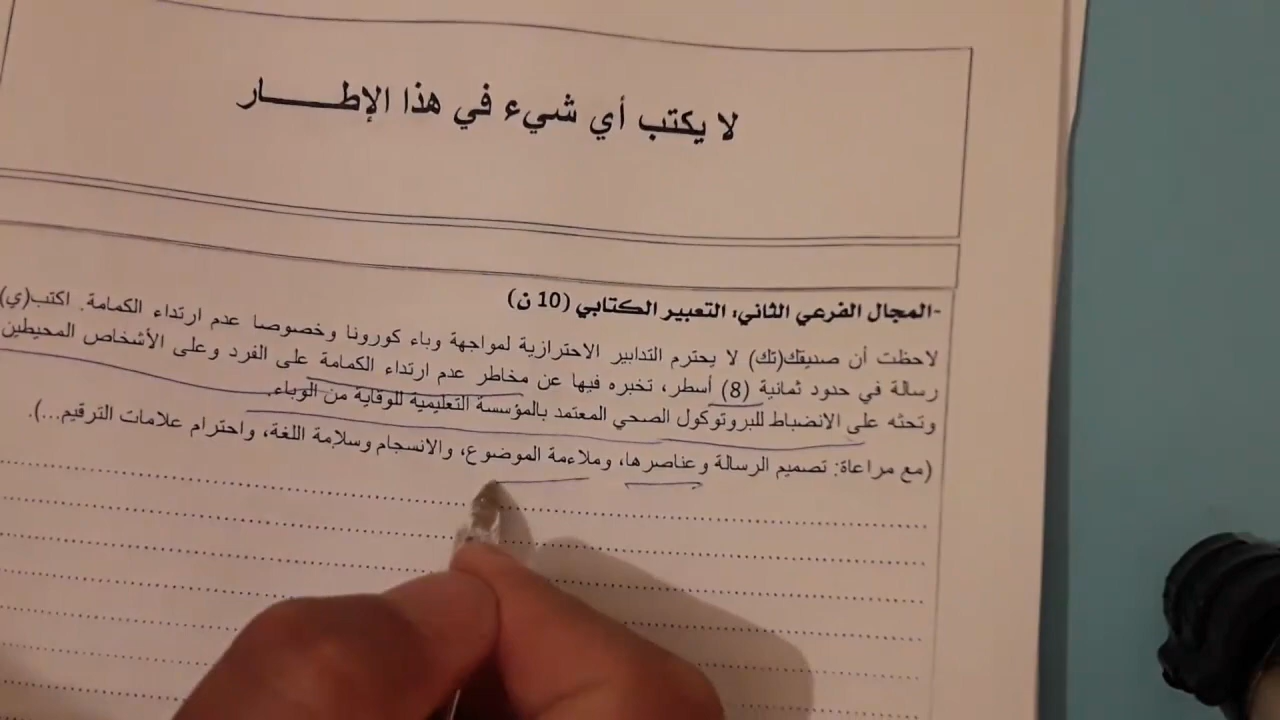 لا يكتب أي شيء في هذا الإطـــــــار
-المجال الفرعي الثاني: التعبير الكتابي (10 ن)
لاحظت أن صديقك(تك) لا يحترم التدابير الاحترازية لمواجهة وباء كورونا وخصوصا عدم ارتداء الكمامة. اكتب(ي)
رسالة في حدود ثمانية (8) أسطر، تخبره فيها عن مخاطر عدم ارتداء الكمامة على الفرد وعلى الأشخاص المحيطين
وتحثه على الانضباط للبروتوكول الصحي المعتمد بالمؤسسة التعليمية للوقاية من الوباء.
(مع مراعاة: تصميم الرسالة وعناصرها، وملاءمة الموضوع، والانسجام وسلامة اللغة، واحترام علامات الترقيم...).